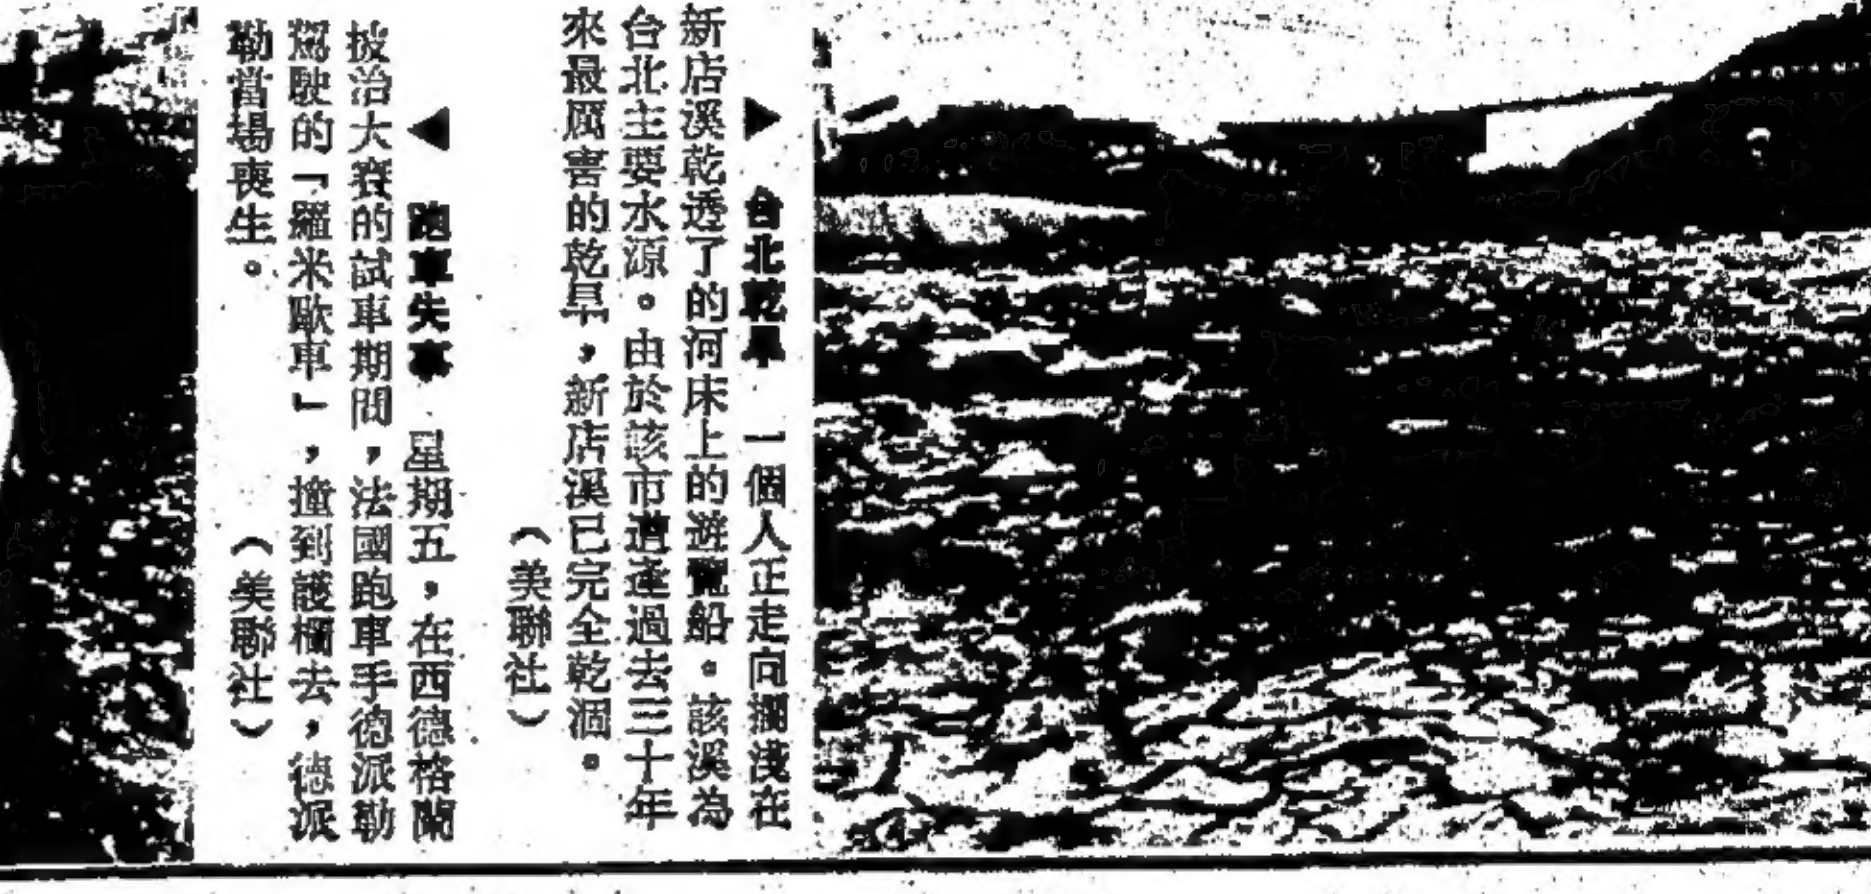 ▶ 台北乾旱 一個人正走向擱淺在
新店溪乾透了的河床上的遊覽船。該溪為
台北主要水源。由於該市遭逢過去三十年
來最厲害的乾旱，新店溪已完全乾涸。
（美聯社）
◀ 跑車失事 星期五，在西德格蘭
披治大賽的試車期間，法國跑車手德派勒
駕駛的「羅米歐車」，撞到護欄去，德派
勒當場喪生。 （美聯社）